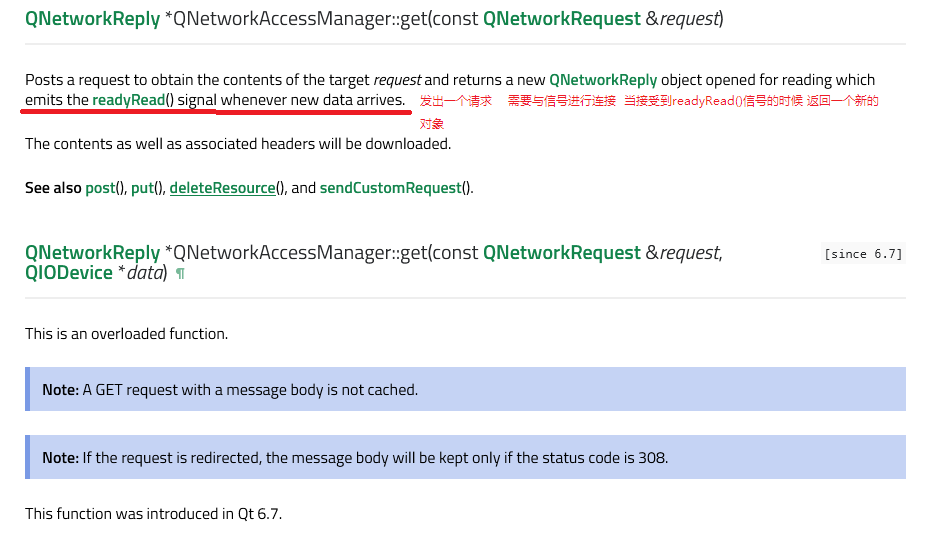 QNetworkReply *QNetworkAccessManager::get(const QNetworkRequest &request)
Posts a request to obtain the contents of the target request and returns a new QNetworkReply object opened for reading which
emits the readyRead() signal whenever new data arrives. 发出一个请求 需要与信号进行连接 当接受到readyRead()信号的时候 返回一个新的
对象
The contents as well as associated headers will be downloaded.
See also post(), put(), deleteResource(), and sendCustomRequest().
QNetworkReply *QNetworkAccessManager::get(const QNetworkRequest &request, [since 6.7]
QIODevice *data) ¶
This is an overloaded function.
Note: A GET request with a message body is not cached.
Note: If the request is redirected, the message body will be kept only if the status code is 308.
This function was introduced in Qt 6.7.